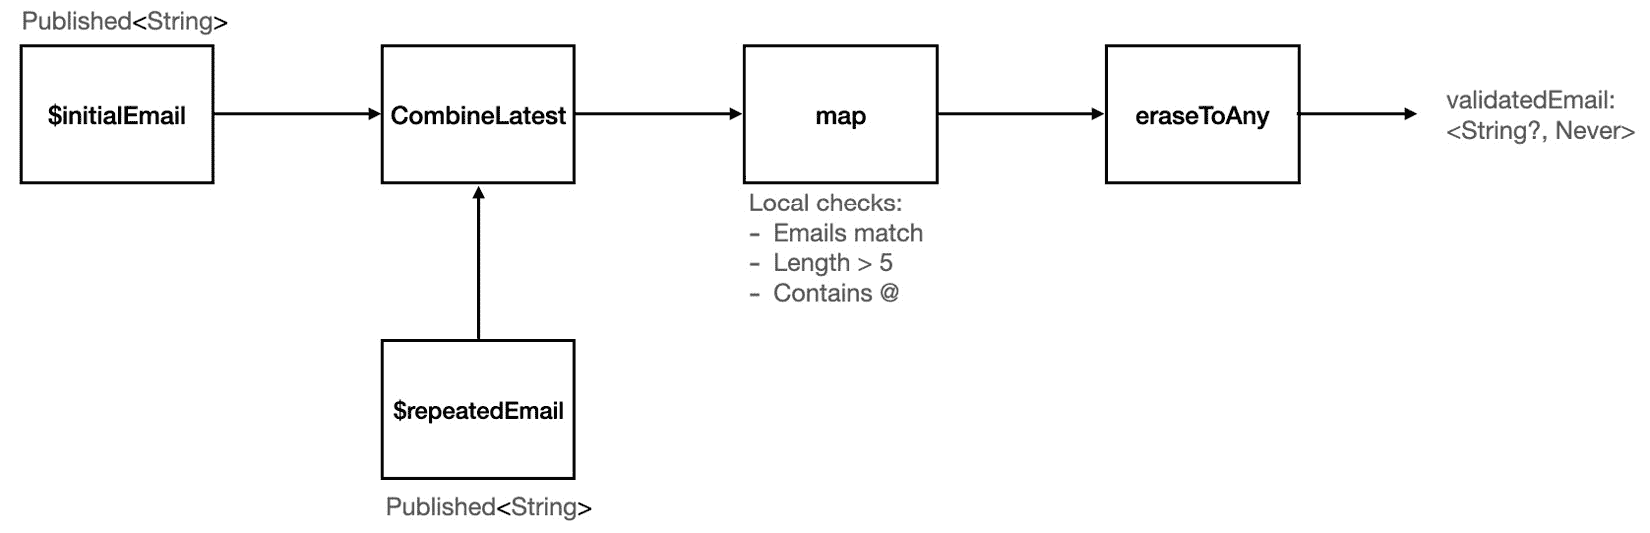 Published<String>
$initialEmail
CombineLatest
map
eraseToAny
validatedEmail:
<String?, Never>
Local checks:
- Emails match
- Length > 5
- Contains @
$repeatedEmail
Published<String>